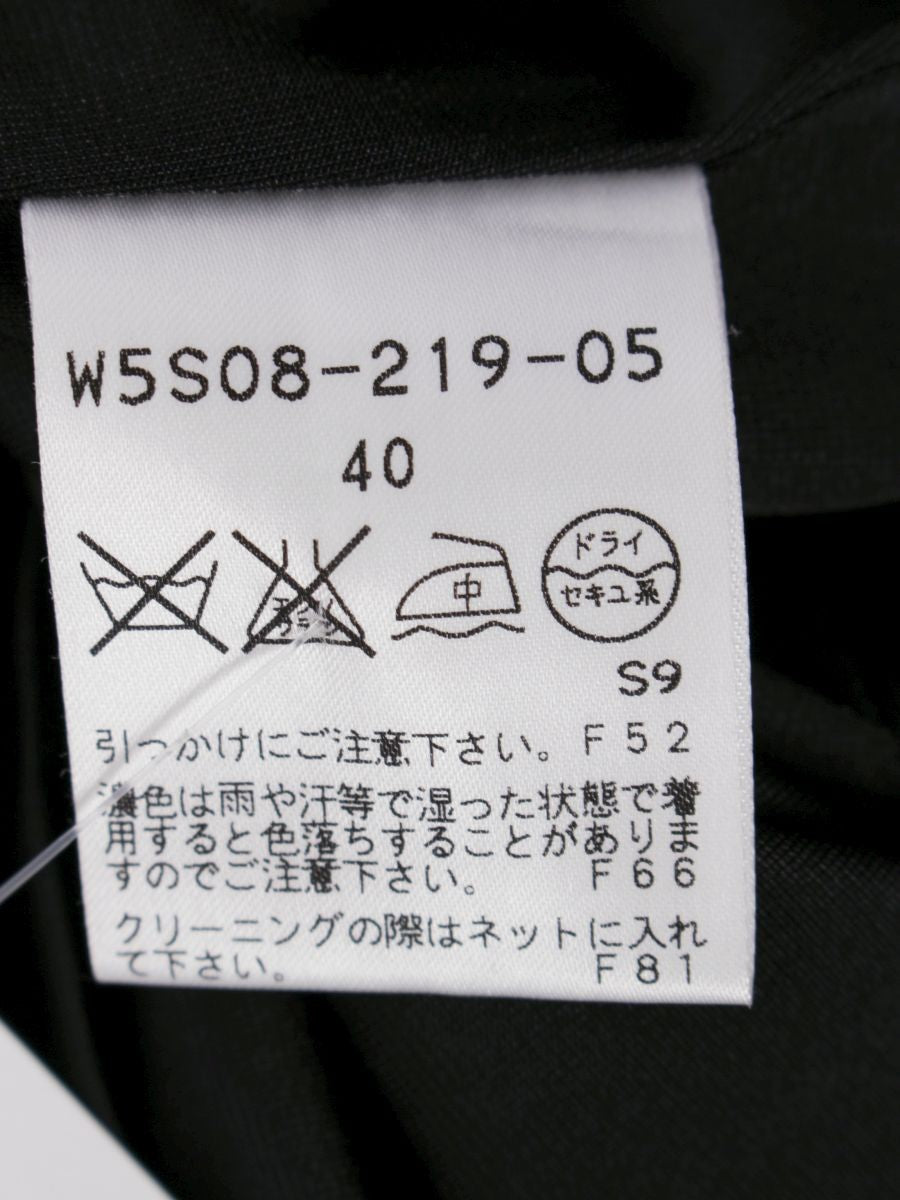 W5S08-219-05
40
中
ドライ
セキユ系
S9
引っかけにご注意下さい。F52
濃色は雨や汗等で湿った状態で着
用すると色落ちすることがありま
すのでご注意下さい。 F66
クリーニングの際はネットに入れ
て下さい。 F81